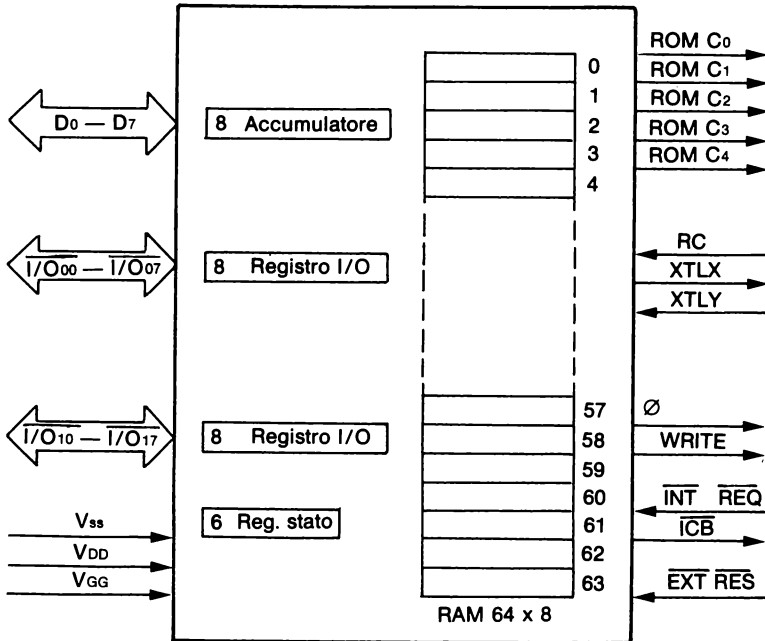 D0 — D7
I/O00 — I/O07
I/O10 — I/O17
Vss
VDD
VGG
8 Accumulatore
8 Registro I/O
8 Registro I/O
6 Reg. stato
0
1
2
3
4
57
58
59
60
61
62
63
RAM 64 x 8
ROM C0
ROM C1
ROM C2
ROM C3
ROM C4
RC
XTLX
XTLY
Ø
WRITE
INT REQ
ICB
EXT RES